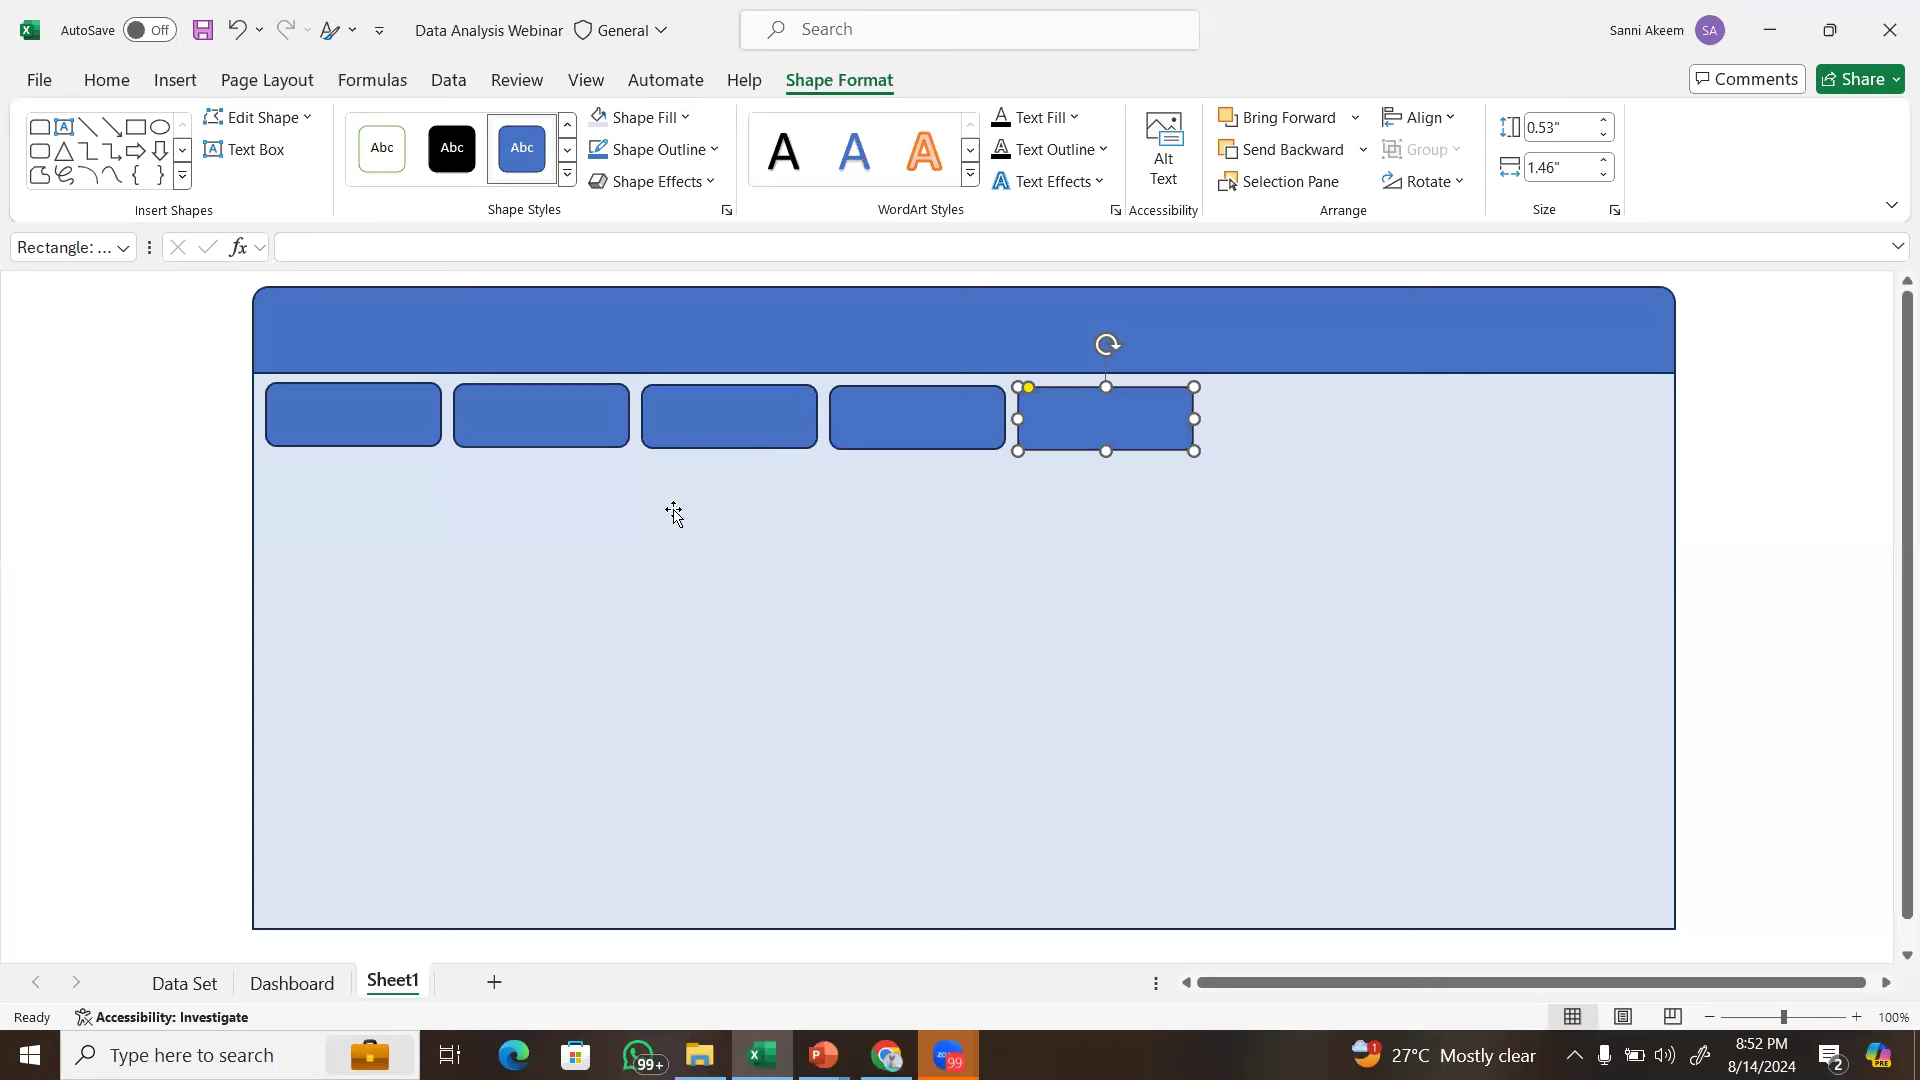 AutoSave Off Data Analysis Webinar General Search Sanni Akeem SA
File Home Insert Page Layout Formulas Data Review View Automate Help Shape Format Comments Share
Edit Shape
Text Box
Insert Shapes
Abc Abc Abc
Shape Fill
Shape Outline
Shape Effects
Shape Styles
A A A
Text Fill
Text Outline
Text Effects
WordArt Styles
Alt
Text
Accessibility
Bring Forward
Send Backward
Selection Pane
Align
Group
Rotate
Arrange
0.53"
1.46"
Size
Rectangle: ... fx
Data Set Dashboard Sheet1
Ready Accessibility: Investigate 100%
Type here to search 99+ 99 1 27°C Mostly clear 8:52 PM
8/14/2024 2 PRE